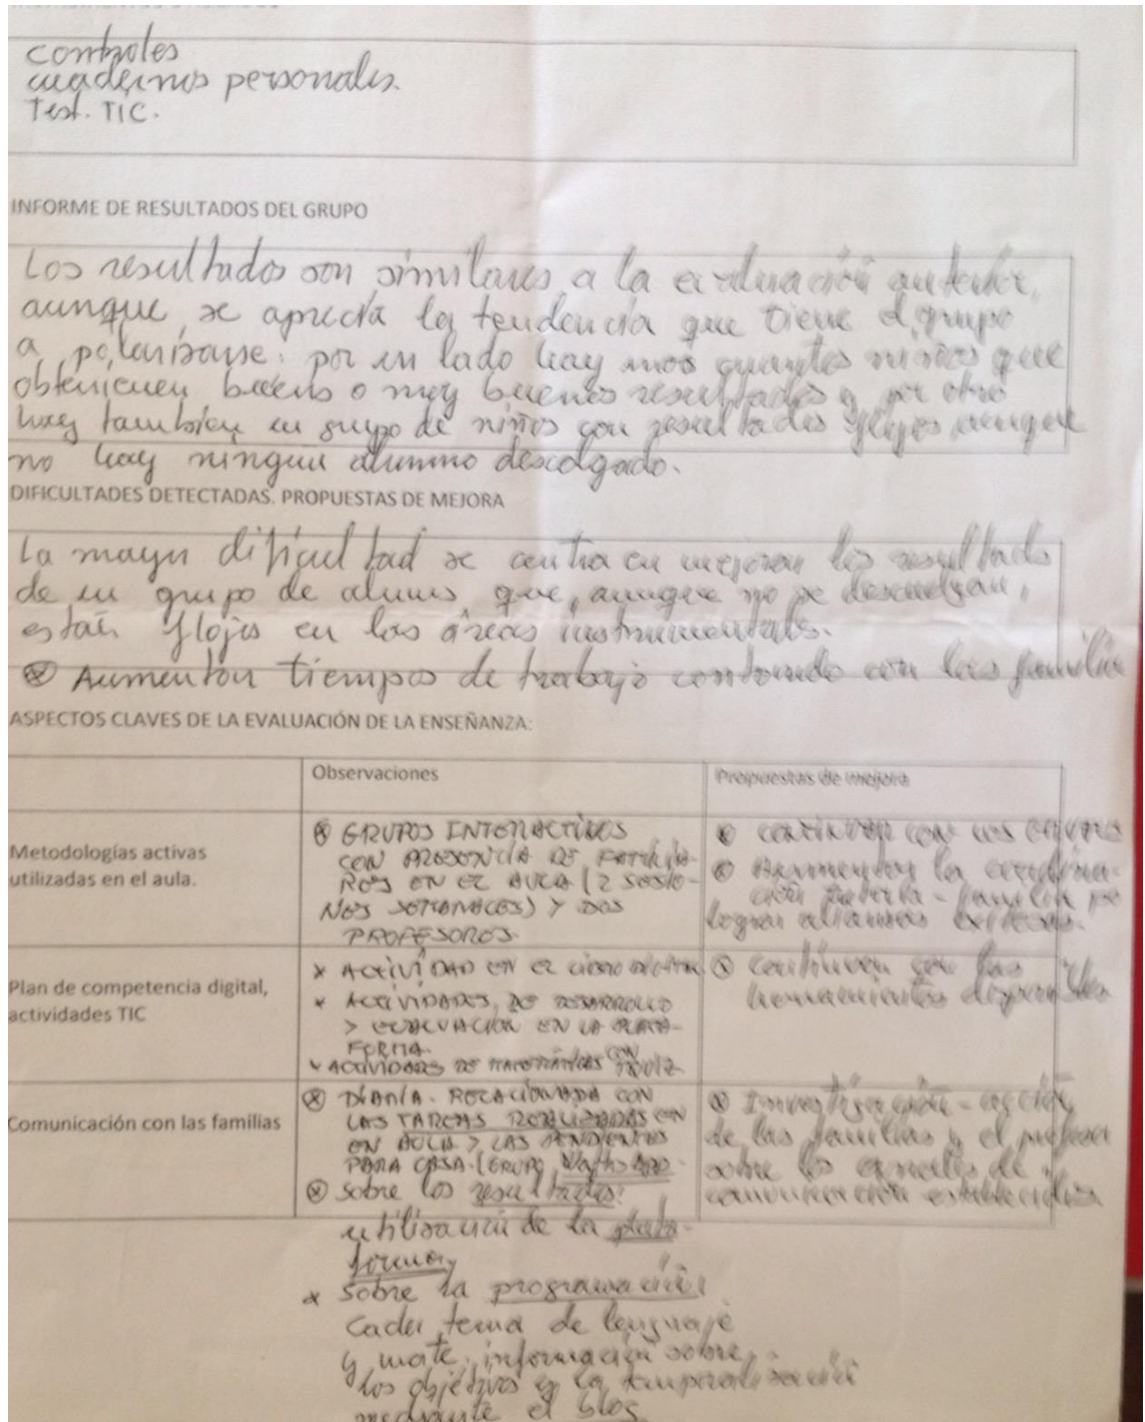 controles
cuadernos personales.
Test. TIC.
INFORME DE RESULTADOS DEL GRUPO
Los resultados son similares a la evaluación anterior,
aunque, se aprecia la tendencia que tiene el grupo
a polarizarse: por un lado hay unos cuantos niños que
obtienen buenos o muy buenos resultados y por otro
hay también un grupo de niños con resultados flojos, aunque
no hay ningún alumno descolgado.
DIFICULTADES DETECTADAS. PROPUESTAS DE MEJORA
La mayor dificultad se centra en mejorar los resultado
de un grupo de alumnos que, aunque no se descuelgan,
están flojos en las áreas instrumentales.
Aumentar tiempos de trabajo contando con las familia
ASPECTOS CLAVES DE LA EVALUACIÓN DE LA ENSEÑANZA:
Observaciones
Propuestas de mejora
Metodologías activas
utilizadas en el aula.
GRUPOS INTERACTIVOS
CON PRESENCIA DE FAMILIA-
RES EN EL AULA (2 SESIO-
NES SEMANALES) Y DOS
PROFESORES.
CONTINUAR CON LOS GRUPOS
Aumentar la coordina-
ción - familia
lograr alianzas exitosas.
Plan de competencia digital,
actividades TIC
x ACTIVIDAD EN EL LIBRO DIGITAL
x ACTIVIDADES, DE DESARROLLO
Y EVALUACIÓN EN LA PLATA-
FORMA.
ACTIVIDADES DE MATEMÁTICAS EN
Continuar con las
herramientas disponibles
Comunicación con las familias
DIARIA. RELACIONADA CON
LAS TAREAS REALIZADAS EN
EN AULA Y LAS PENDIENTES
PARA CASA. (GRUPO WATHS APP.
Sobre los resultados:
utilización de la plata-
forma,
x Sobre la programación:
Cada tema de lenguaje
y mate, información sobre
los objetivos y la temporalización
mediante el blog
Investigación-acción
de las familias y el profesor
sobre los canales de
comunicación establecidos